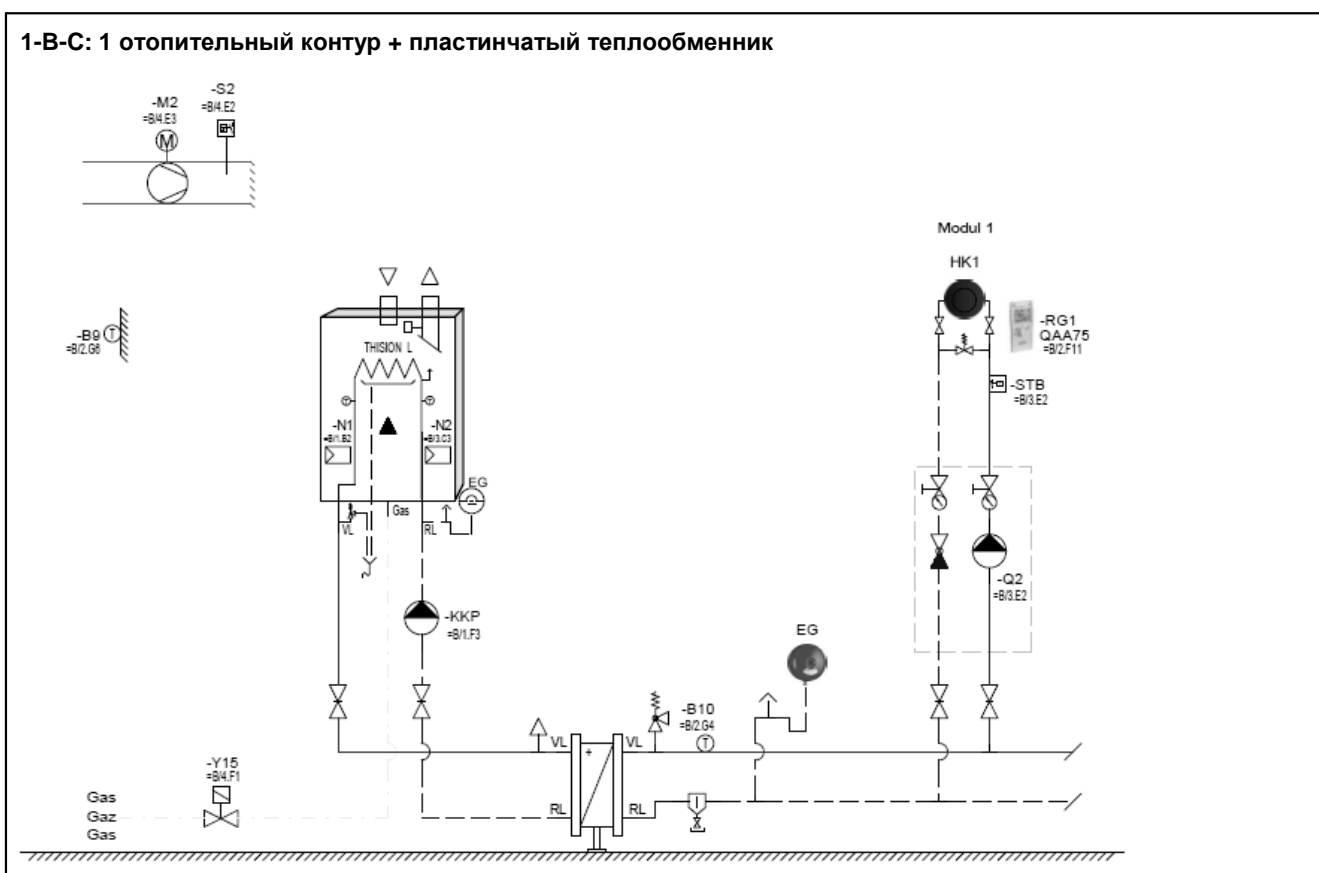 1-B-C: 1 отопительный контур + пластинчатый теплообменник
-M2
=B/4.E3
M
-S2
=B/4.E2
Modul 1
HK1
-RG1
QAA75
=B/2.F11
-B9
=B/2.G6
T
THISION L
T
T
-STB
=B/3.E2
-N1
=B/1.B2
-N2
=B/3.C3
EG
VL
Gas
RL
-Q2
=B/3.E2
-KKP
=B/1.F3
EG
-B10
=B/2.G4
T
VL
+
VL
-Y15
=B/4.F1
Gas
Gaz
Gas
RL
RL